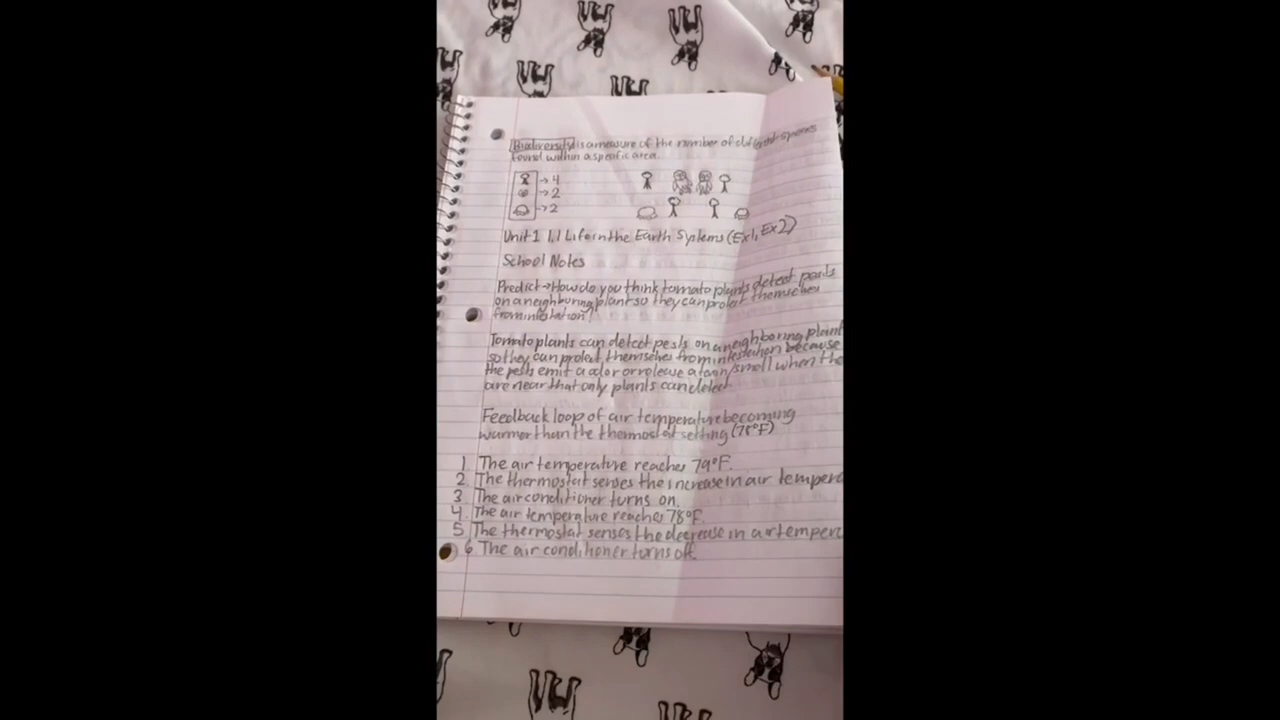 Biodiversity is a measure of the number of different species
found within a specific area.
→ 4
→ 2
→ 2
Unit 1 1.1 Life in the Earth Systems (Ex1, Ex2)
School Notes
Predict → How do you think tomato plants detect pests
on a neighboring plant so they can protect themselves
from infestation?
Tomato plants can detect pests on a neighboring plant
so they can protect themselves from infestation because
the pests emit a odor or release a /smell when the
are near that only plants can detect
Feedback loop of air temperature becoming
warmer than the thermostat setting (78°F)
1. The air temperature reaches 79°F.
2. The thermostat senses the increase in air tempera
3 The air conditioner turns on.
4. The air temperature reaches 78°F.
5 The thermostat senses the decrease in air tempera
6. The air conditioner turns off.